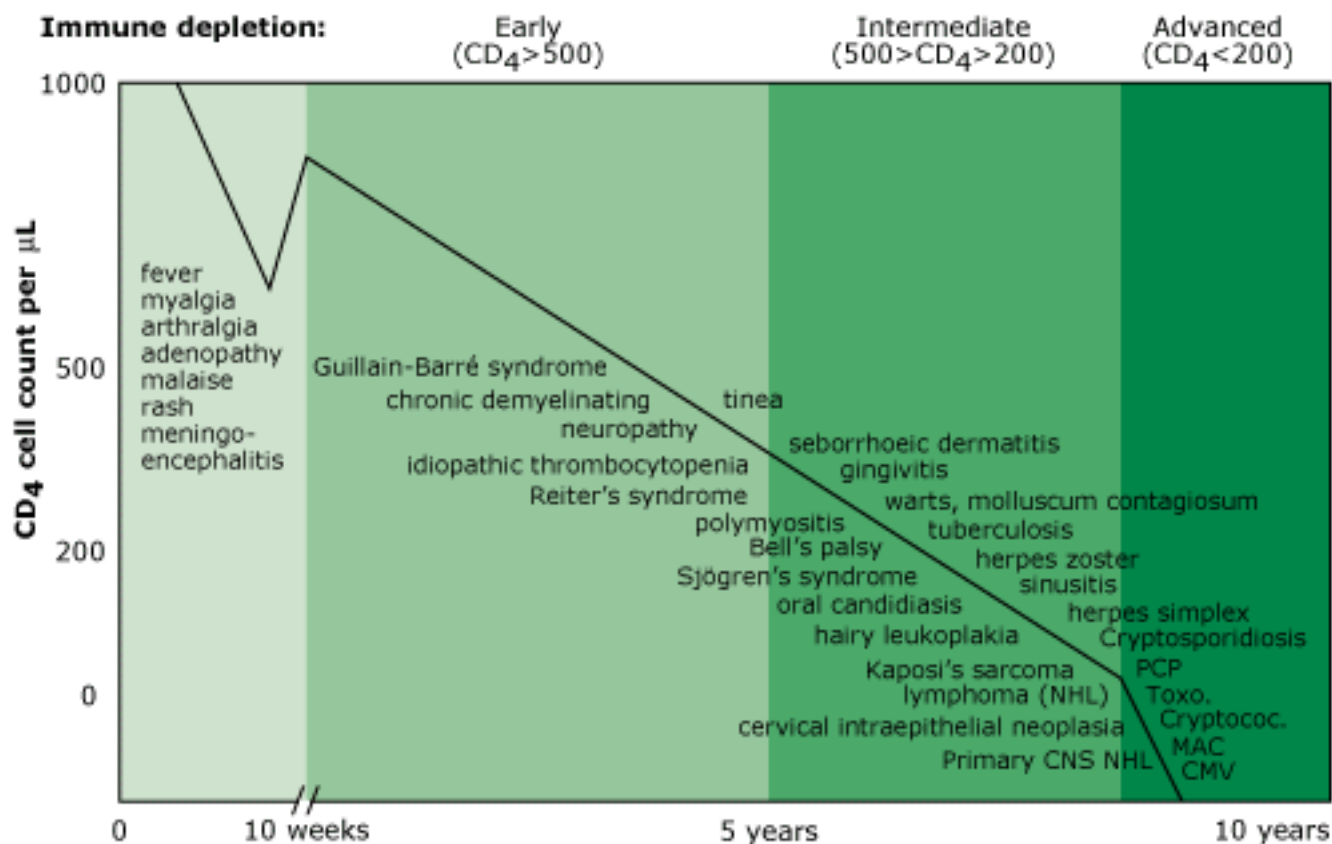 Immune depletion:
Early
(CD4>500)
Intermediate
(500>CD4>200)
Advanced
(CD4<200)
CD4 cell count per μL
1000
500
200
0
fever
myalgia
arthralgia
adenopathy
malaise
rash
meningo-
encephalitis
Guillain-Barré syndrome
chronic demyelinating
neuropathy
idiopathic thrombocytopenia
Reiter's syndrome
polymyositis
Bell's palsy
Sjögren's syndrome
oral candidiasis
hairy leukoplakia
Kaposi's sarcoma
lymphoma (NHL)
cervical intraepithelial neoplasia
Primary CNS NHL
tinea
seborrhoeic dermatitis
gingivitis
warts, molluscum contagiosum
tuberculosis
herpes zoster
sinusitis
herpes simplex
Cryptosporidiosis
PCP
Toxo.
Cryptococ.
MAC
CMV
0
10 weeks
5 years
10 years